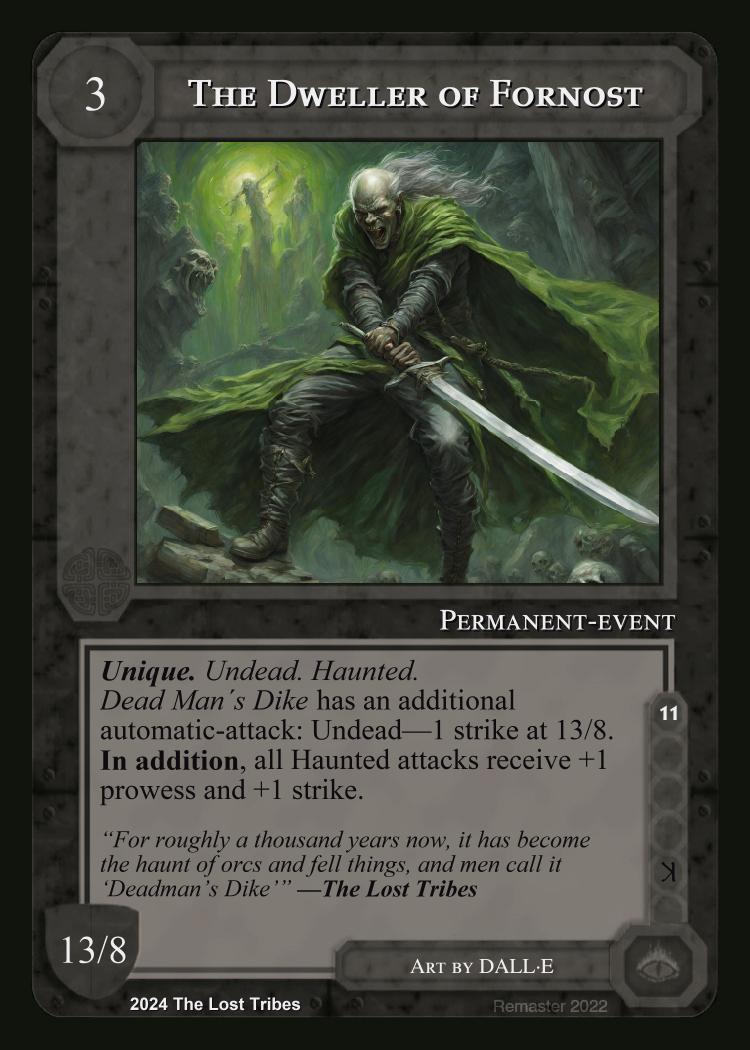 3
The Dweller of Fornost
Permanent-event
Unique. Undead. Haunted.
Dead Man´s Dike has an additional
automatic-attack: Undead—1 strike at 13/8.
In addition, all Haunted attacks receive +1
prowess and +1 strike.
11
“For roughly a thousand years now, it has become
the haunt of orcs and fell things, and men call it
‘Deadman’s Dike’” —The Lost Tribes
13/8
Art by DALL·E
2024 The Lost Tribes
Remaster 2022